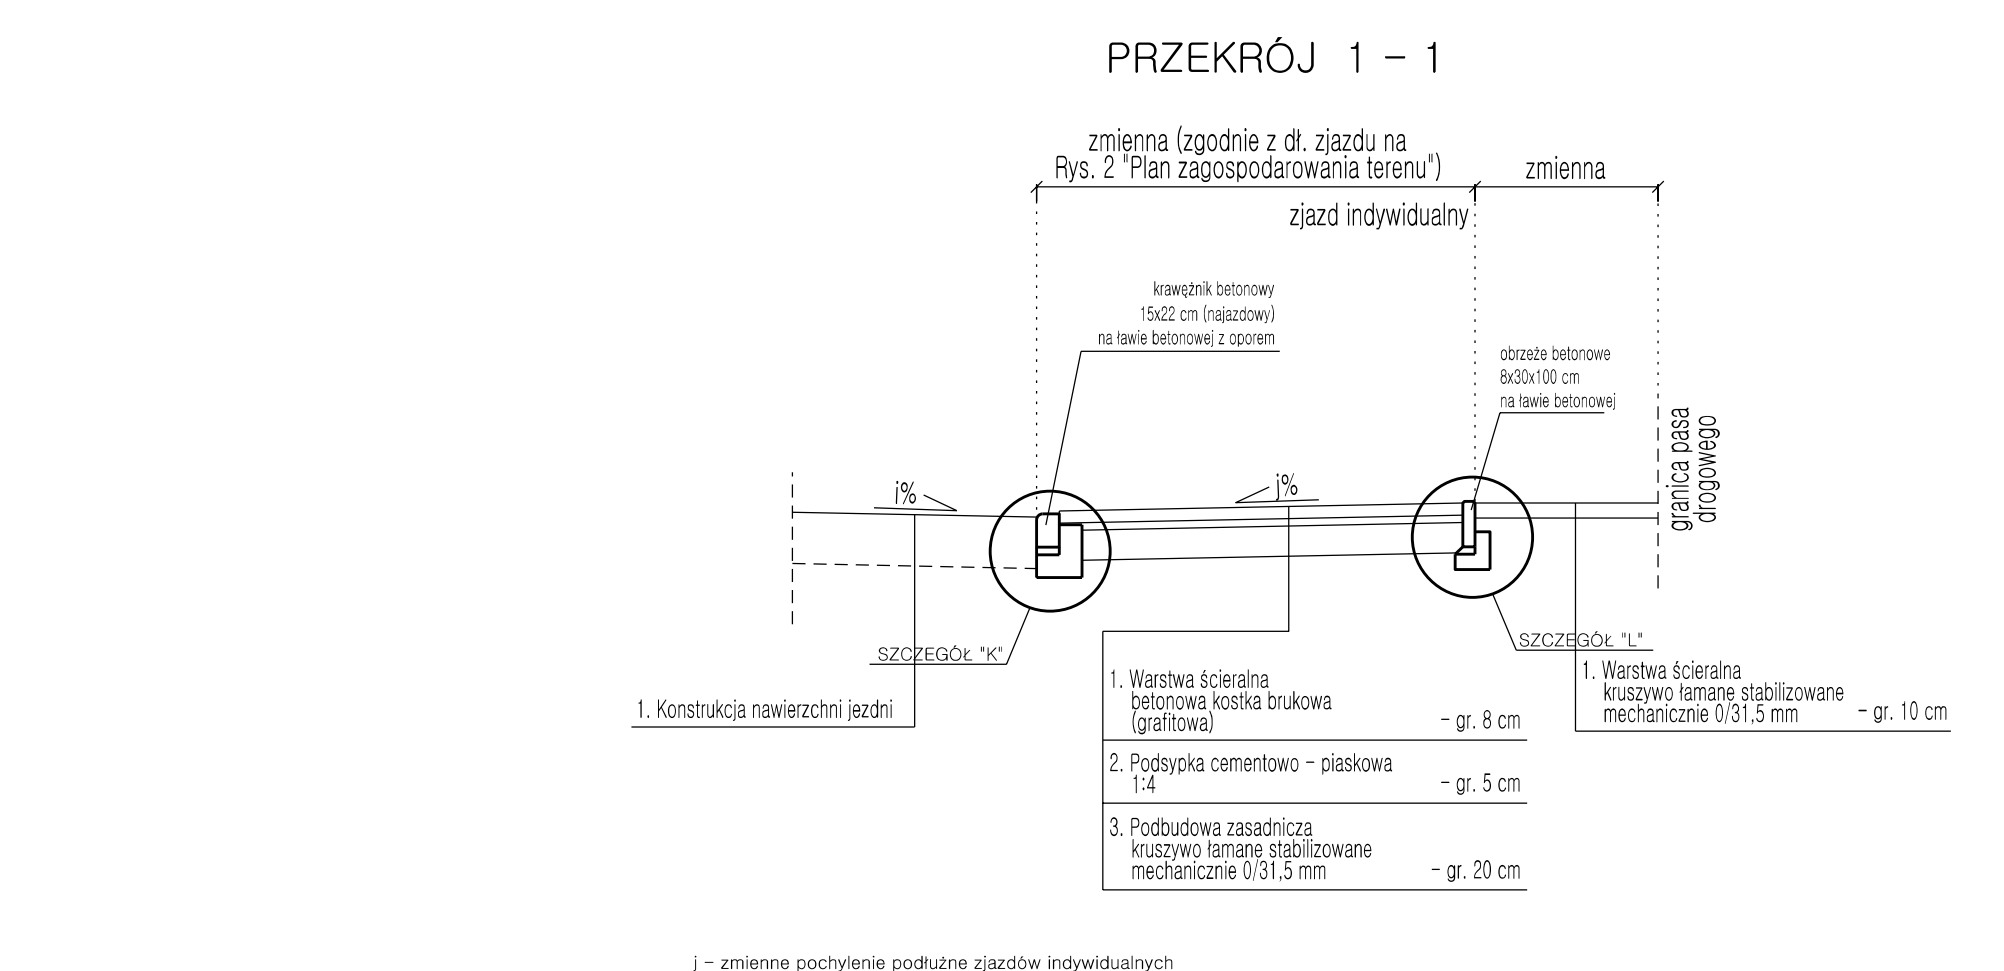 PRZEKRÓJ 1 – 1
zmienna (zgodnie z dł. zjazdu na
Rys. 2 "Plan zagospodarowania terenu")
zmienna
zjazd indywidualny
krawężnik betonowy
15x22 cm (najazdowy)
na ławie betonowej z oporem
obrzeże betonowe
8x30x100 cm
na ławie betonowej
granica pasa
drogowego
i%
j%
SZCZEGÓŁ "K"
SZCZEGÓŁ "L"
1. Konstrukcja nawierzchni jezdni
1. Warstwa ścieralna
betonowa kostka brukowa
(grafitowa) – gr. 8 cm
2. Podsypka cementowo – piaskowa
1:4 – gr. 5 cm
3. Podbudowa zasadnicza
kruszywo łamane stabilizowane
mechanicznie 0/31,5 mm – gr. 20 cm
1. Warstwa ścieralna
kruszywo łamane stabilizowane
mechanicznie 0/31,5 mm – gr. 10 cm
j – zmienne pochylenie podłużne zjazdów indywidualnych